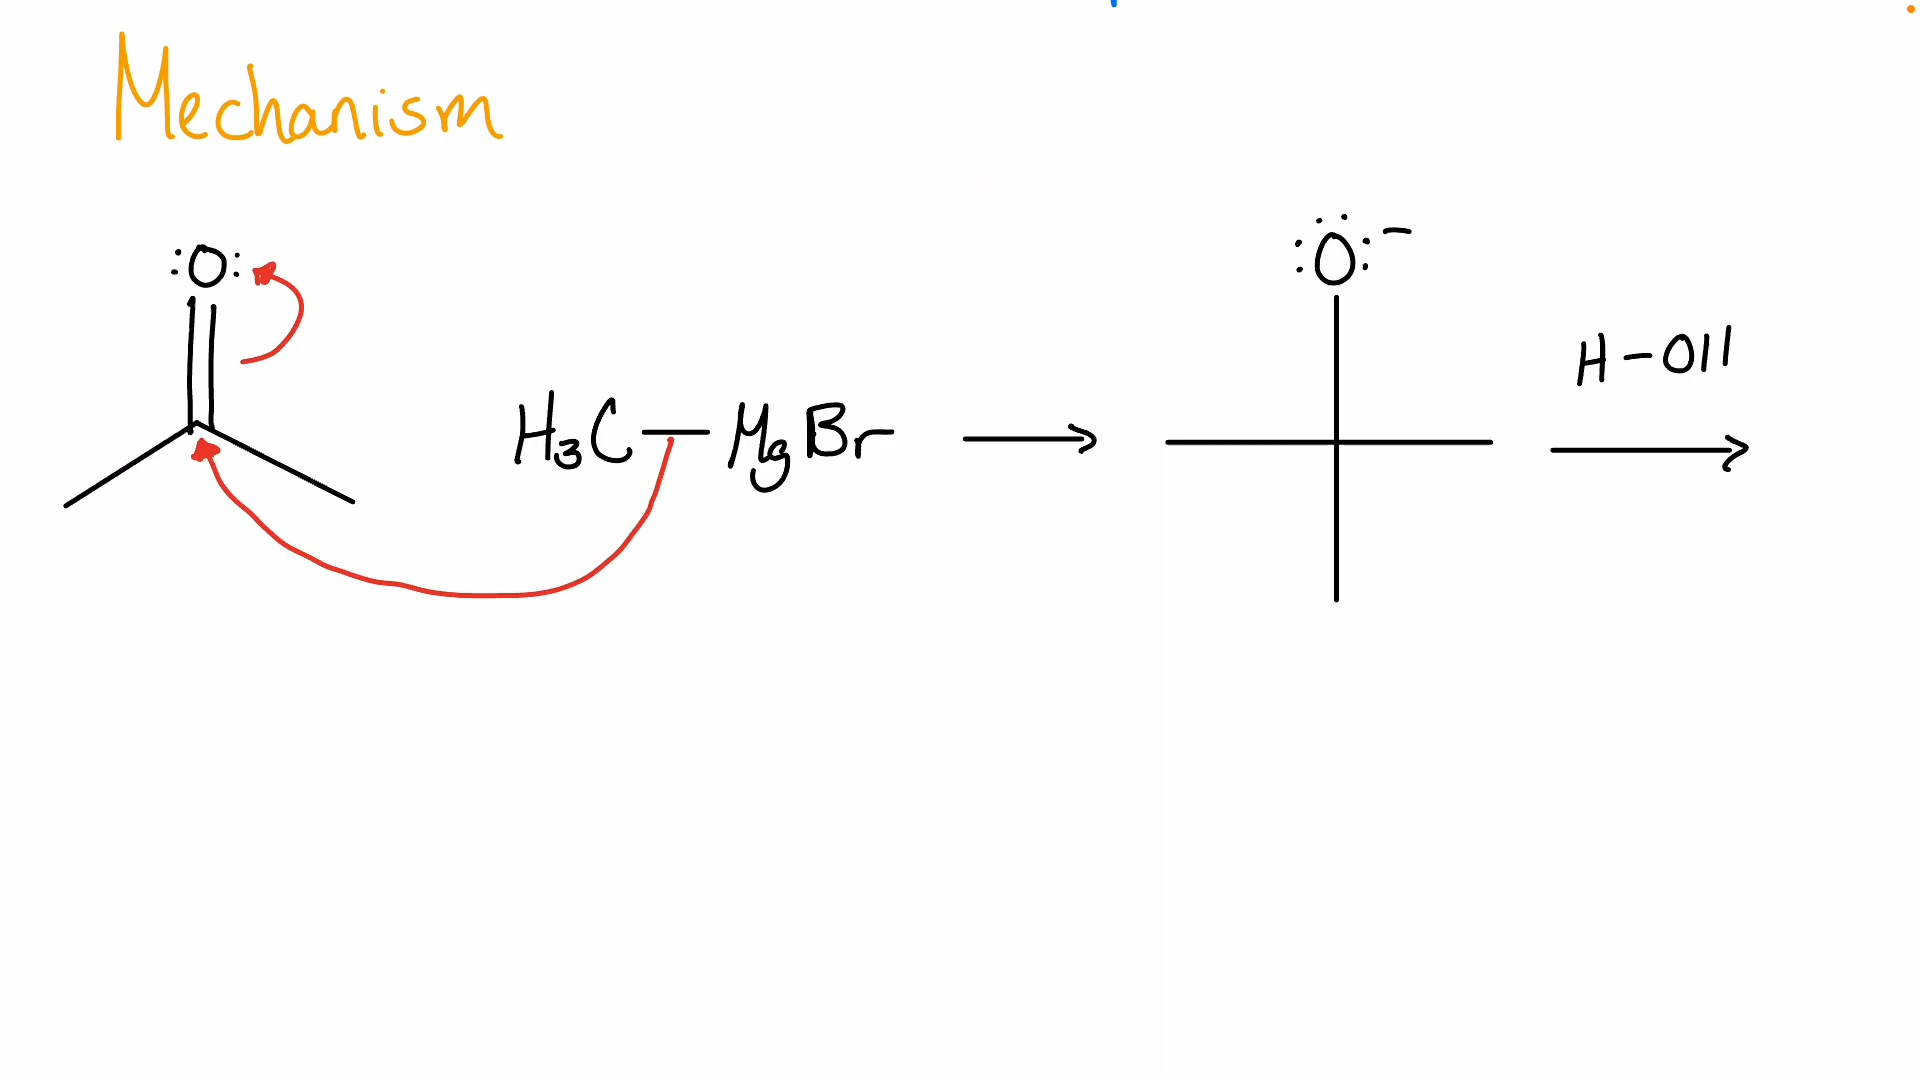 Mechanism
:O:
:Ö: −
H–OH
H₃C–MgBr